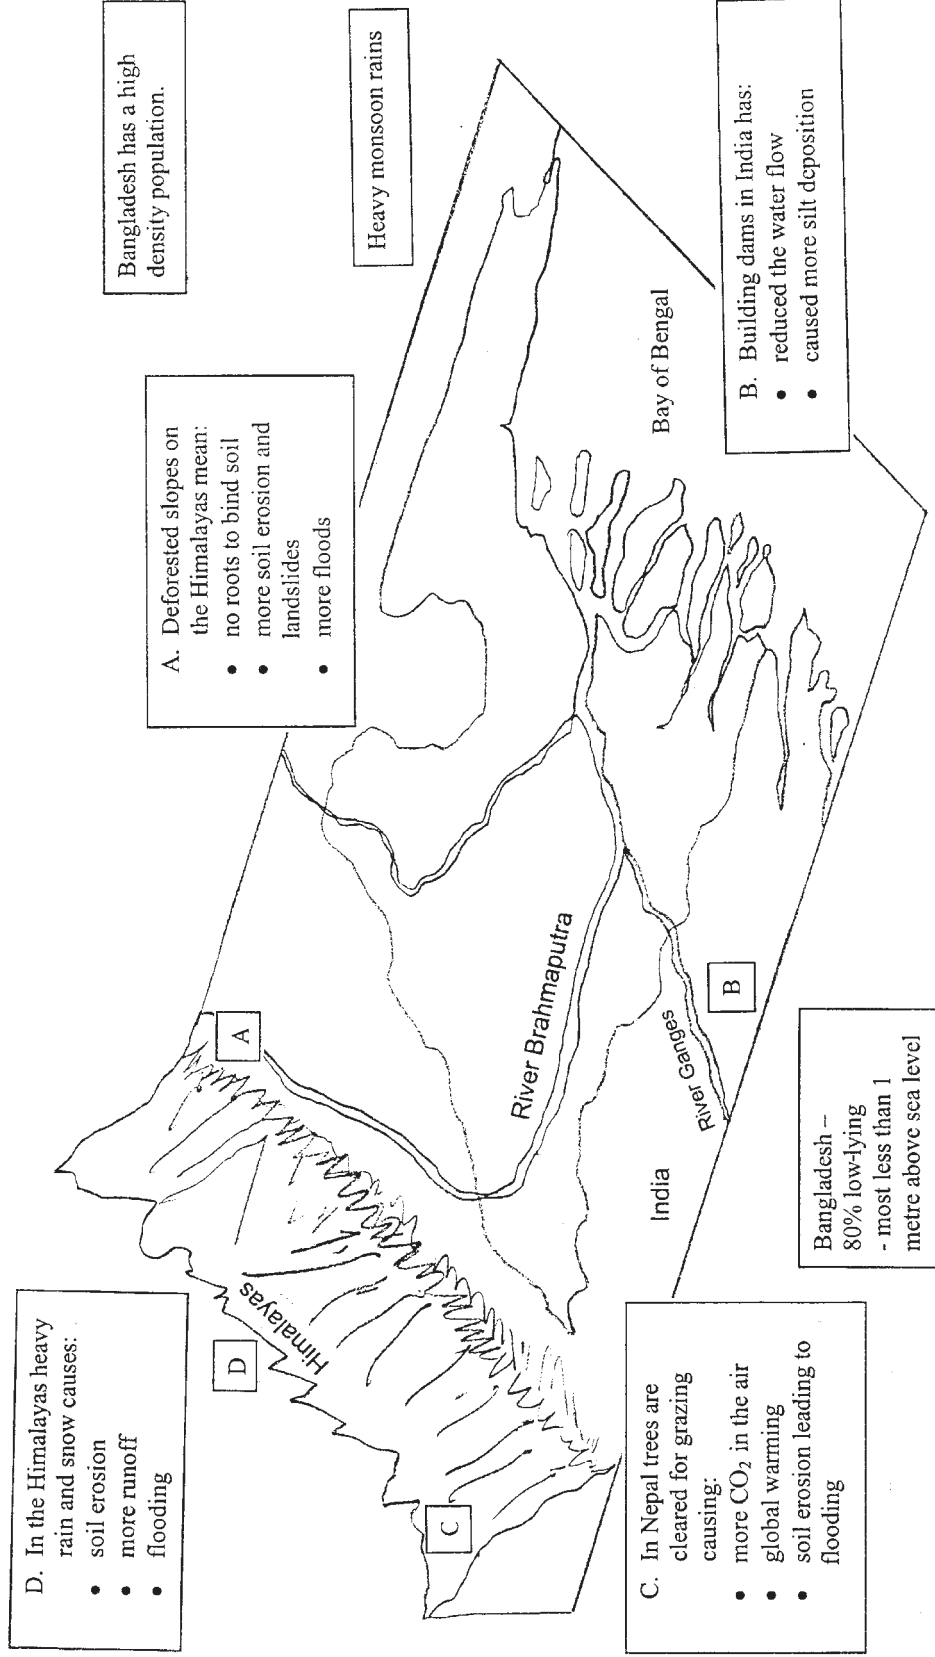 D. In the Himalayas heavy
rain and snow causes:
• soil erosion
• more runoff
• flooding
A. Deforested slopes on
the Himalayas mean:
• no roots to bind soil
• more soil erosion and
landslides
• more floods
Bangladesh has a high
density population.
Heavy monsoon rains
D
Himalayas
A
C
River Brahmaputra
River Ganges
India
B
Bay of Bengal
C. In Nepal trees are
cleared for grazing
causing:
• more CO₂ in the air
• global warming
• soil erosion leading to
flooding
Bangladesh –
80% low-lying
- most less than 1
metre above sea level
B. Building dams in India has:
• reduced the water flow
• caused more silt deposition